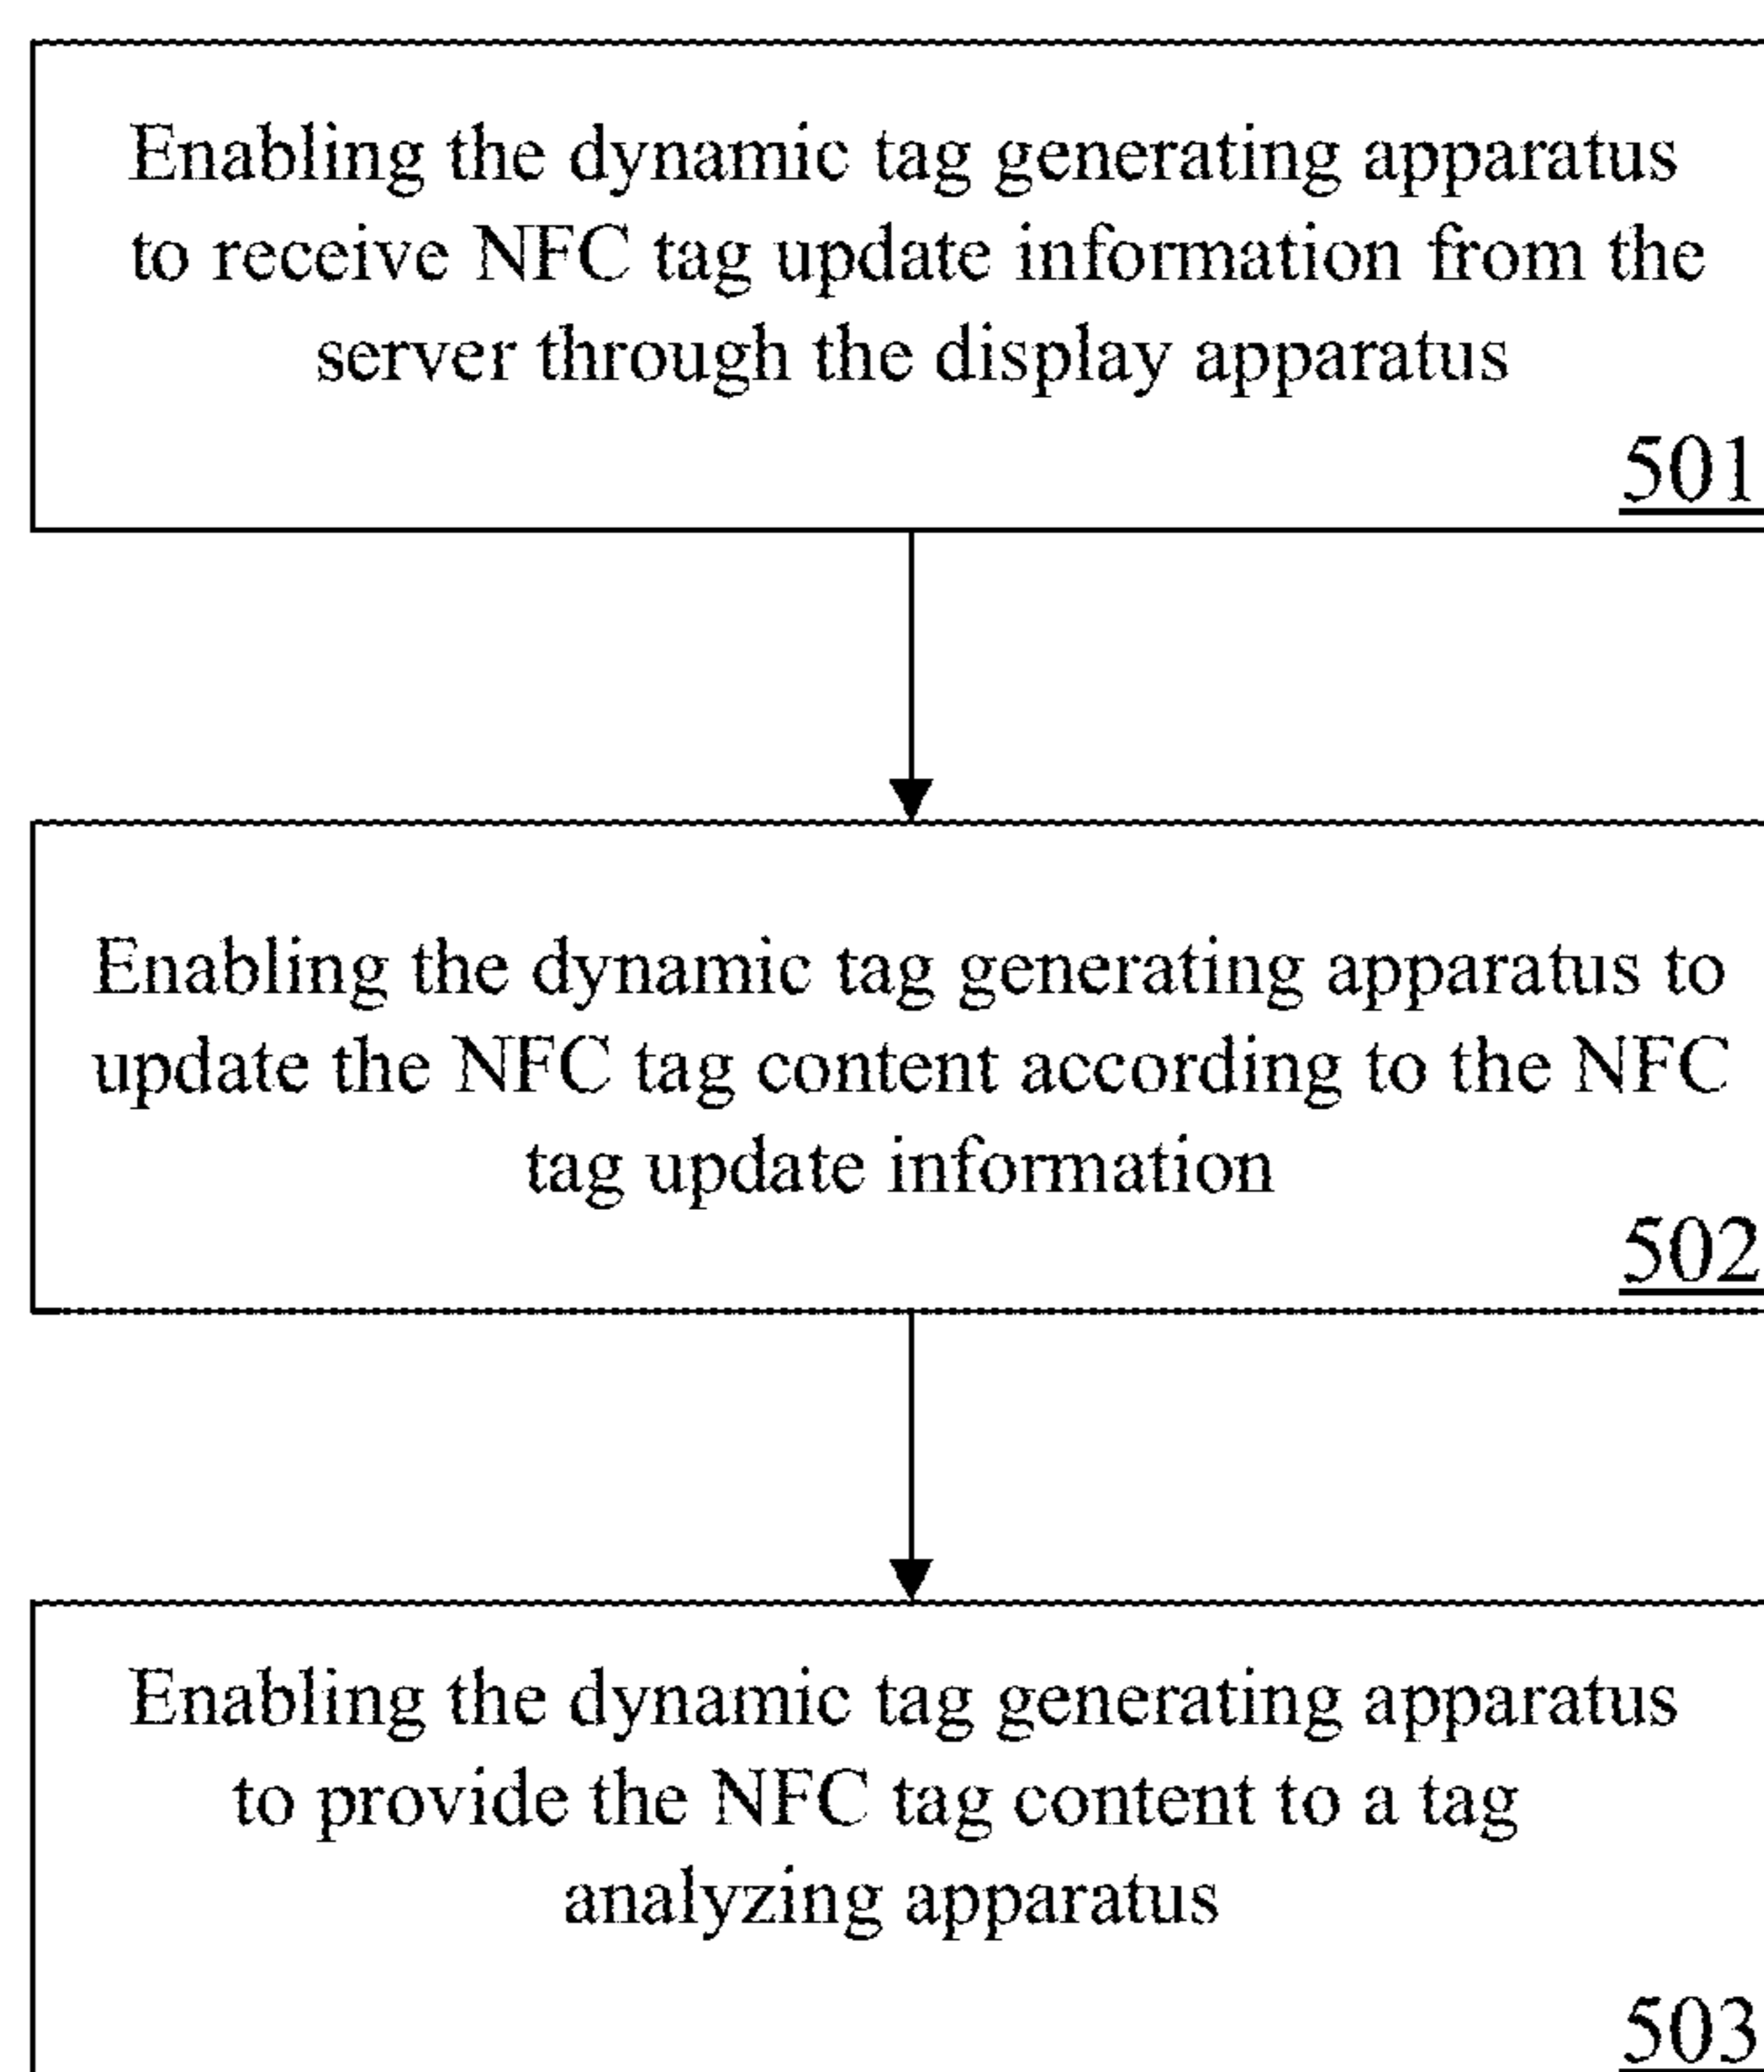 Enabling the dynamic tag generating apparatus
to receive NFC tag update information from the
server through the display apparatus
501
Enabling the dynamic tag generating apparatus to
update the NFC tag content according to the NFC
tag update information
502
Enabling the dynamic tag generating apparatus
to provide the NFC tag content to a tag
analyzing apparatus
503